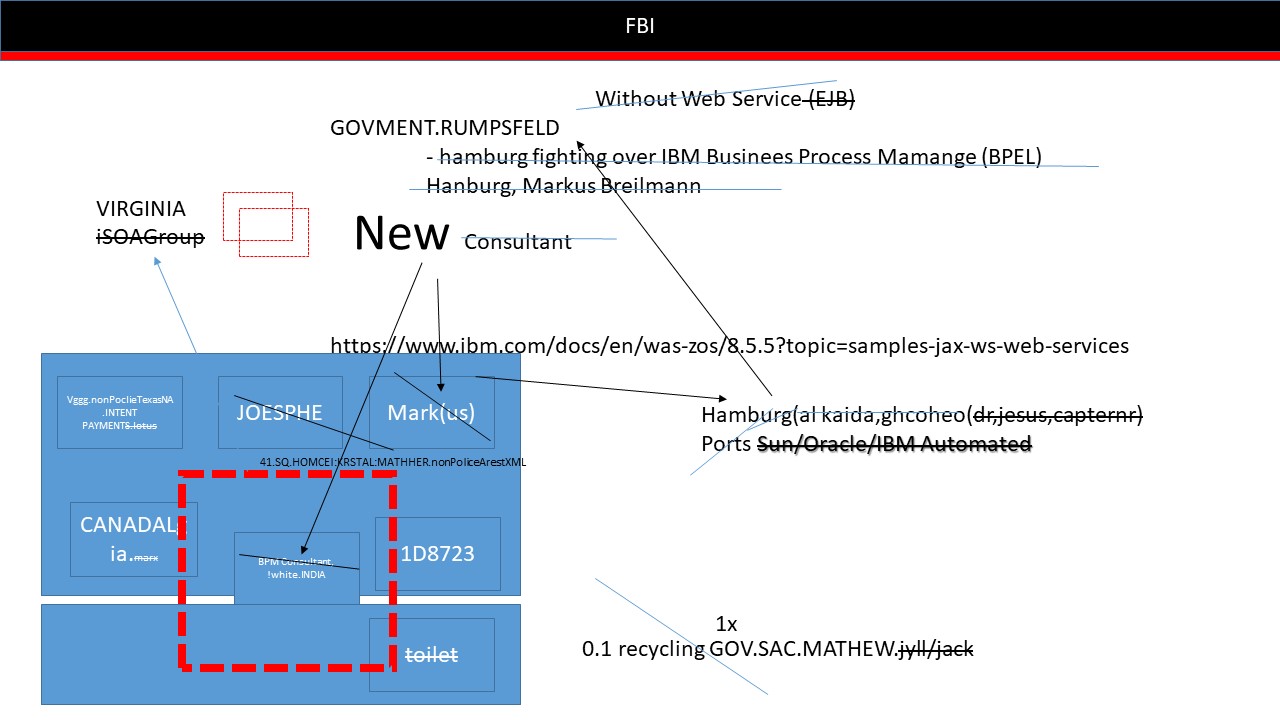 FBI
Without Web Service (EJB)
GOVMENT.RUMPSFELD
- hamburg fighting over IBM Businees Process Mamange (BPEL)
Hanburg, Markus Breilmann
VIRGINIA
iSOAGroup
New Consultant
https://www.ibm.com/docs/en/was-zos/8.5.5?topic=samples-jax-ws-web-services
Vggg.nonPoclieTexasNA
.INTENT
PAYMENTS.lotus
JOESPHE
Mark(us)
Hamburg(al kaida,ghcoheo(dr,jesus,capternr)
Ports Sun/Oracle/IBM Automated
41.SQ.HOMCEI:KRSTAL:MATHHER.nonPoliceArestXML
CANADALg
ia.marx
BPM Consultant.
!white.INDIA
1D8723
toilet
1x
0.1 recycling GOV.SAC.MATHEW.jyll/jack